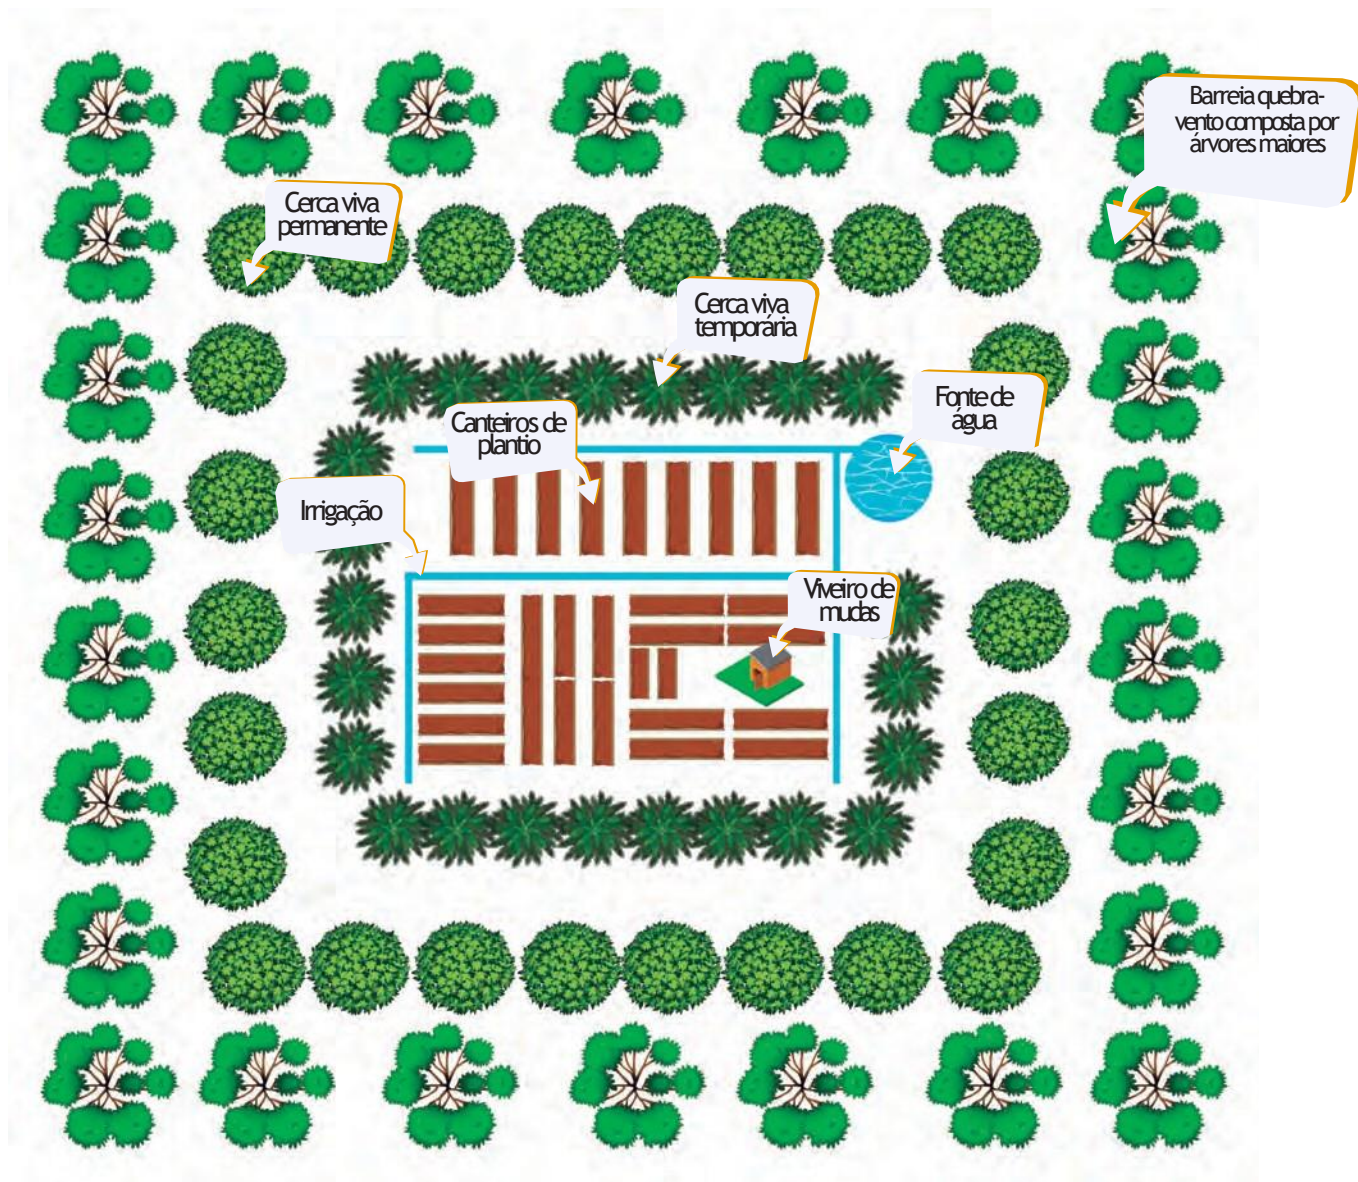 Barreia quebra-
vento composta por
árvores maiores
Cerca viva
permanente
Cerca viva
temporária
Fonte de
água
Canteiros de
plantio
Irrigação
Viveiro de
mudas